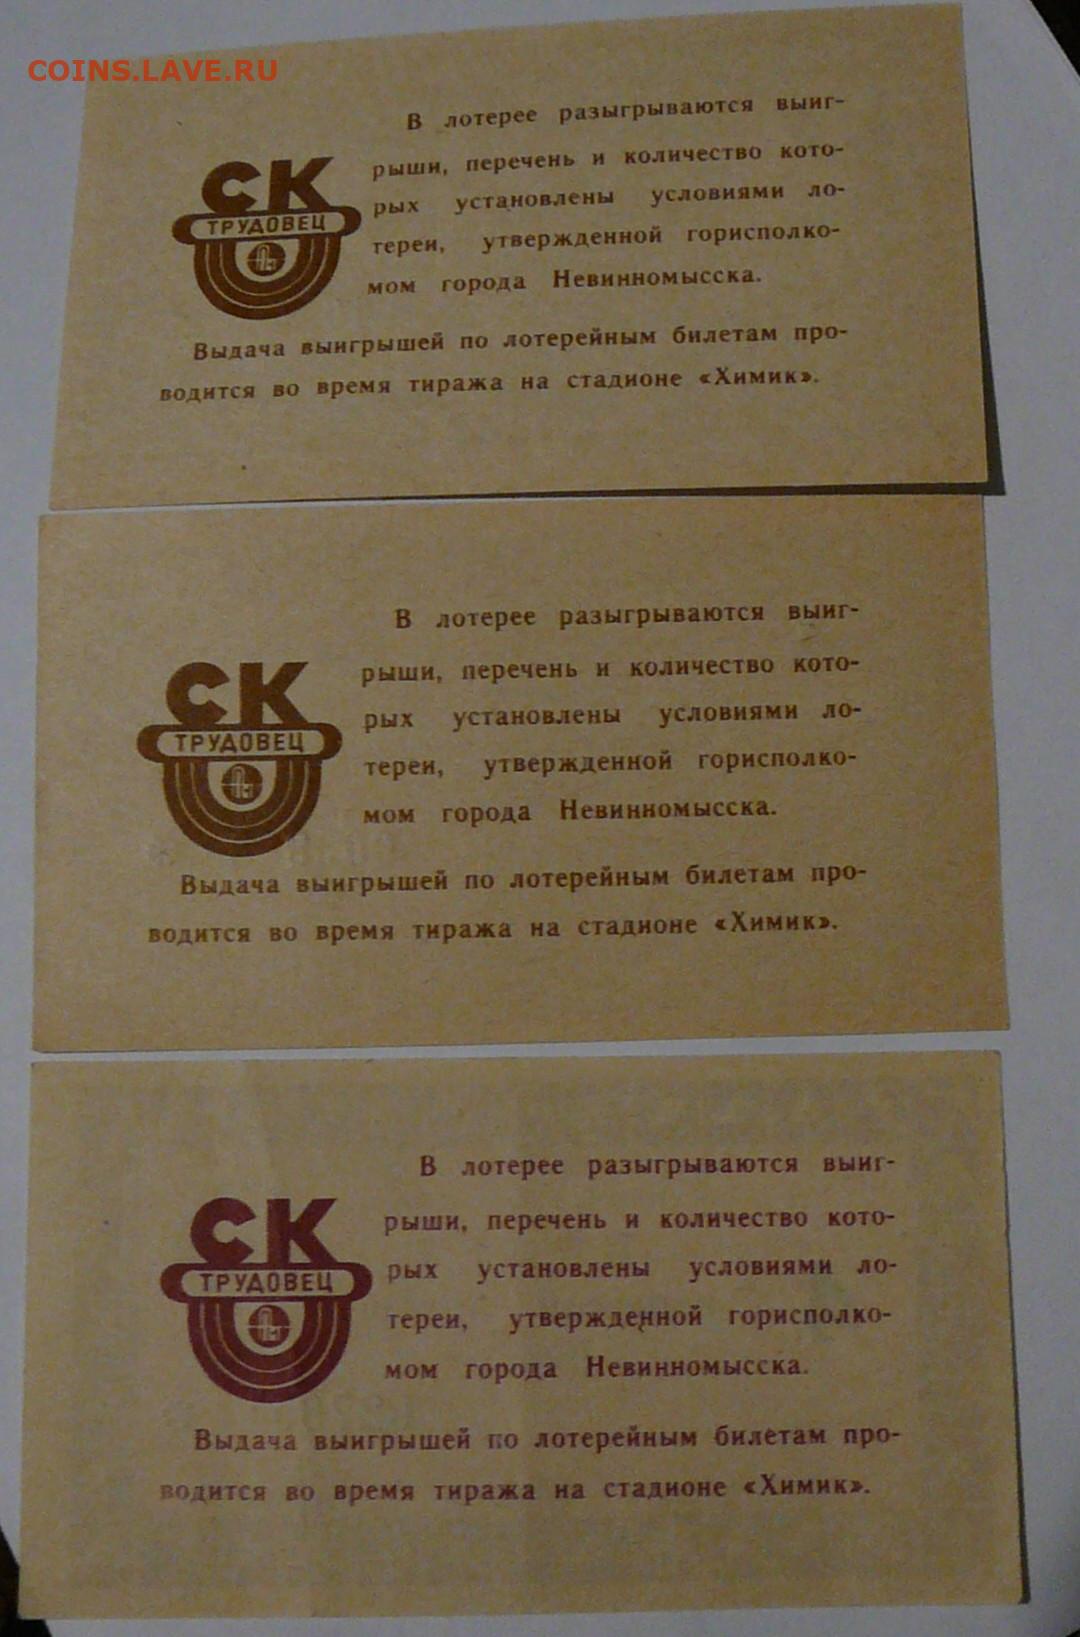 COINS.LAVE.RU
СК
ТРУДОВЕЦ
В лотерее разыгрываются выиг-
рыши, перечень и количество кото-
рых установлены условиями ло-
тереи, утвержденной горисполко-
мом города Невинномысска.
Выдача выигрышей по лотерейным билетам про-
водится во время тиража на стадионе «Химик».
СК
ТРУДОВЕЦ
В лотерее разыгрываются выиг-
рыши, перечень и количество кото-
рых установлены условиями ло-
тереи, утвержденной горисполко-
мом города Невинномысска.
Выдача выигрышей по лотерейным билетам про-
водится во время тиража на стадионе «Химик».
СК
ТРУДОВЕЦ
В лотерее разыгрываются выиг-
рыши, перечень и количество кото-
рых установлены условиями ло-
тереи, утвержденной горисполко-
мом города Невинномысска.
Выдача выигрышей по лотерейным билетам про-
водится во время тиража на стадионе «Химик».